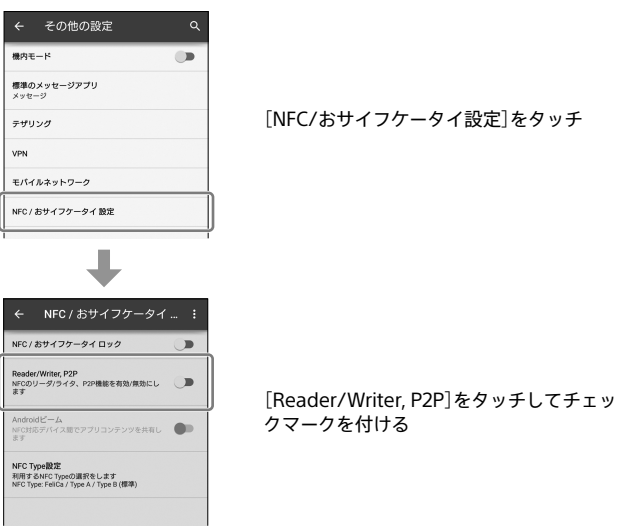 その他の設定
機内モード
標準のメッセージアプリ
メッセージ
[NFC/おサイフケータイ設定]をタッチ
テザリング
VPN
モバイルネットワーク
NFC / おサイフケータイ 設定
NFC / おサイフケータイ ...
NFC / おサイフケータイ ロック
Reader/Writer, P2P
NFCのリーダ/ライタ、P2P機能を有効/無効にし
ます
[Reader/Writer, P2P]をタッチしてチェッ
クマークを付ける
Androidビーム
NFC対応デバイス間でアプリコンテンツを共有し
ます
NFC Type設定
利用するNFC Typeの選択をします
NFC Type: FeliCa / Type A / Type B (標準)